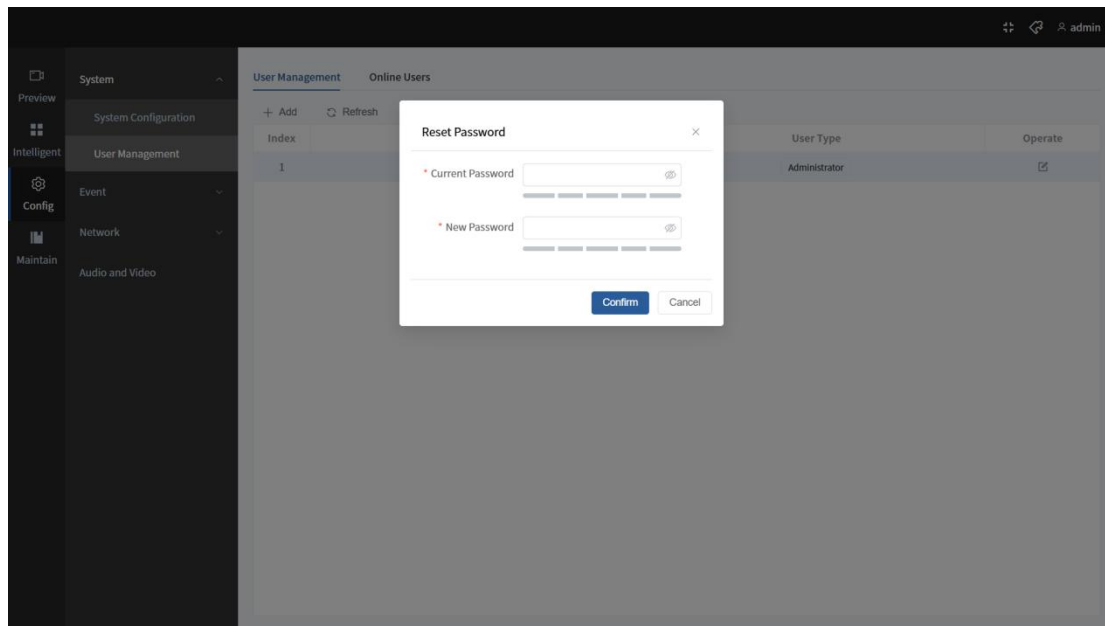 admin
Preview
Intelligent
Config
Maintain
System
System Configuration
User Management
Event
Network
Audio and Video
User Management Online Users
+ Add Refresh
Index User Type Operate
1 Administrator
Reset Password
* Current Password
* New Password
Confirm Cancel